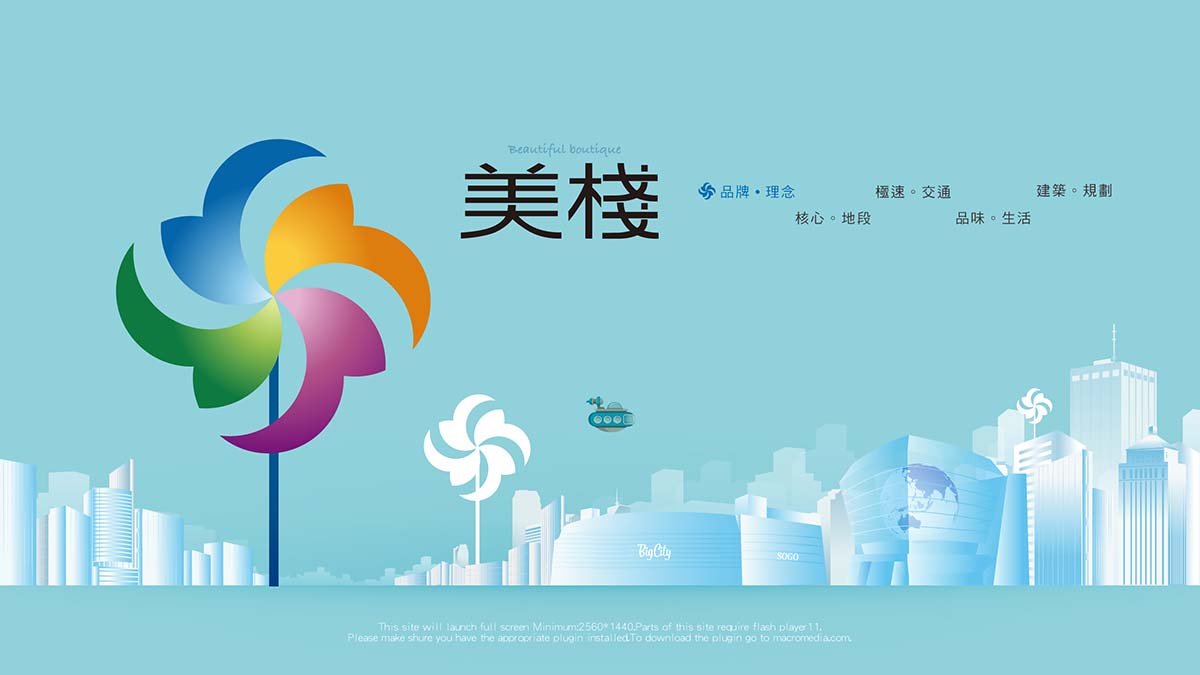 Beautiful boutique
美棧
品牌•理念
極速。交通
建築。規劃
核心。地段
品味。生活
BigCity
SOGO
This site will launch full screen Minimum:2560*1440.Parts of this site require flash player11.
Please make shure you have the appropriate plugin installed.To download the plugin go to macromedia.com.